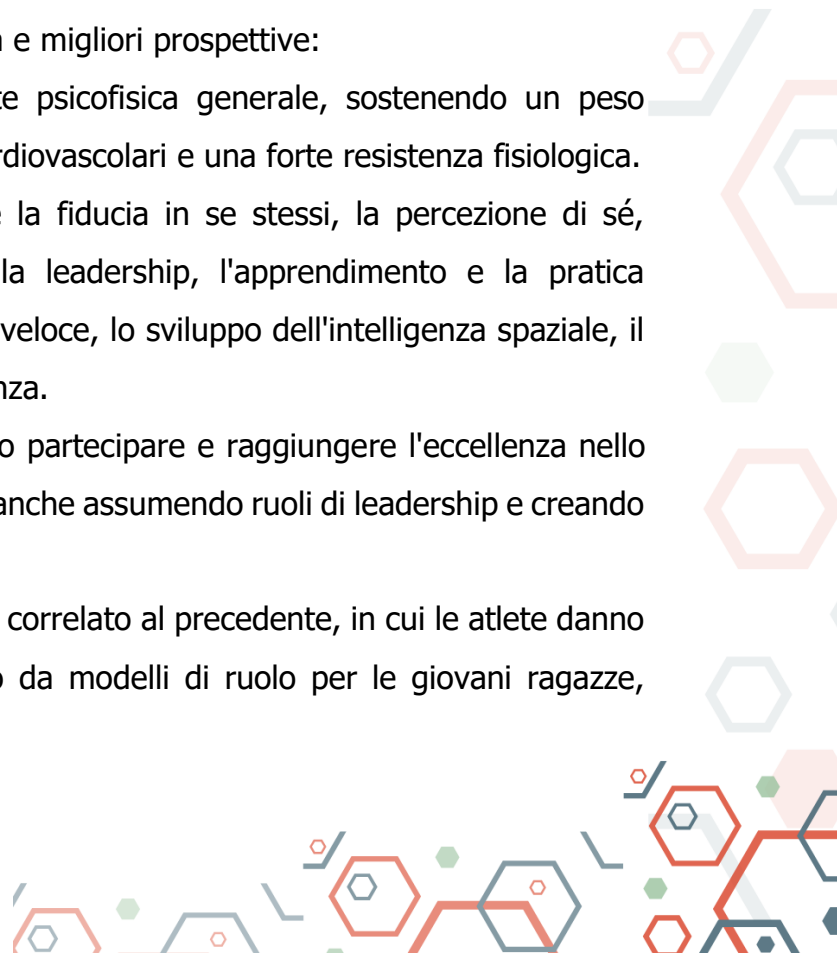 e migliori prospettive:
psicofisica generale, sostenendo un peso
rdiovascolari e una forte resistenza fisiologica.
la fiducia in se stessi, la percezione di sé,
la leadership, l'apprendimento e la pratica
veloce, lo sviluppo dell'intelligenza spaziale, il
nza.
o partecipare e raggiungere l'eccellenza nello
anche assumendo ruoli di leadership e creando
correlato al precedente, in cui le atlete danno
o da modelli di ruolo per le giovani ragazze,